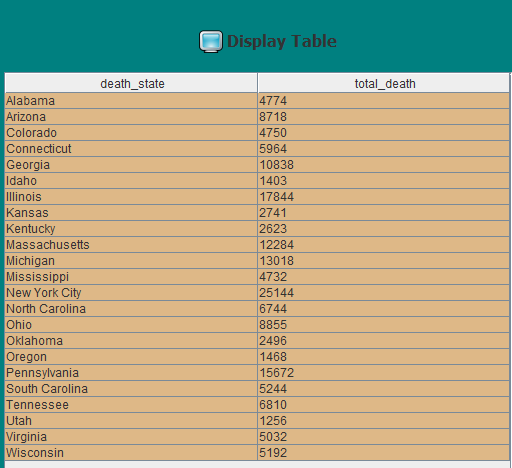 Display Table
death_state total_death
Alabama 4774
Arizona 8718
Colorado 4750
Connecticut 5964
Georgia 10838
Idaho 1403
Illinois 17844
Kansas 2741
Kentucky 2623
Massachusetts 12284
Michigan 13018
Mississippi 4732
New York City 25144
North Carolina 6744
Ohio 8855
Oklahoma 2496
Oregon 1468
Pennsylvania 15672
South Carolina 5244
Tennessee 6810
Utah 1256
Virginia 5032
Wisconsin 5192